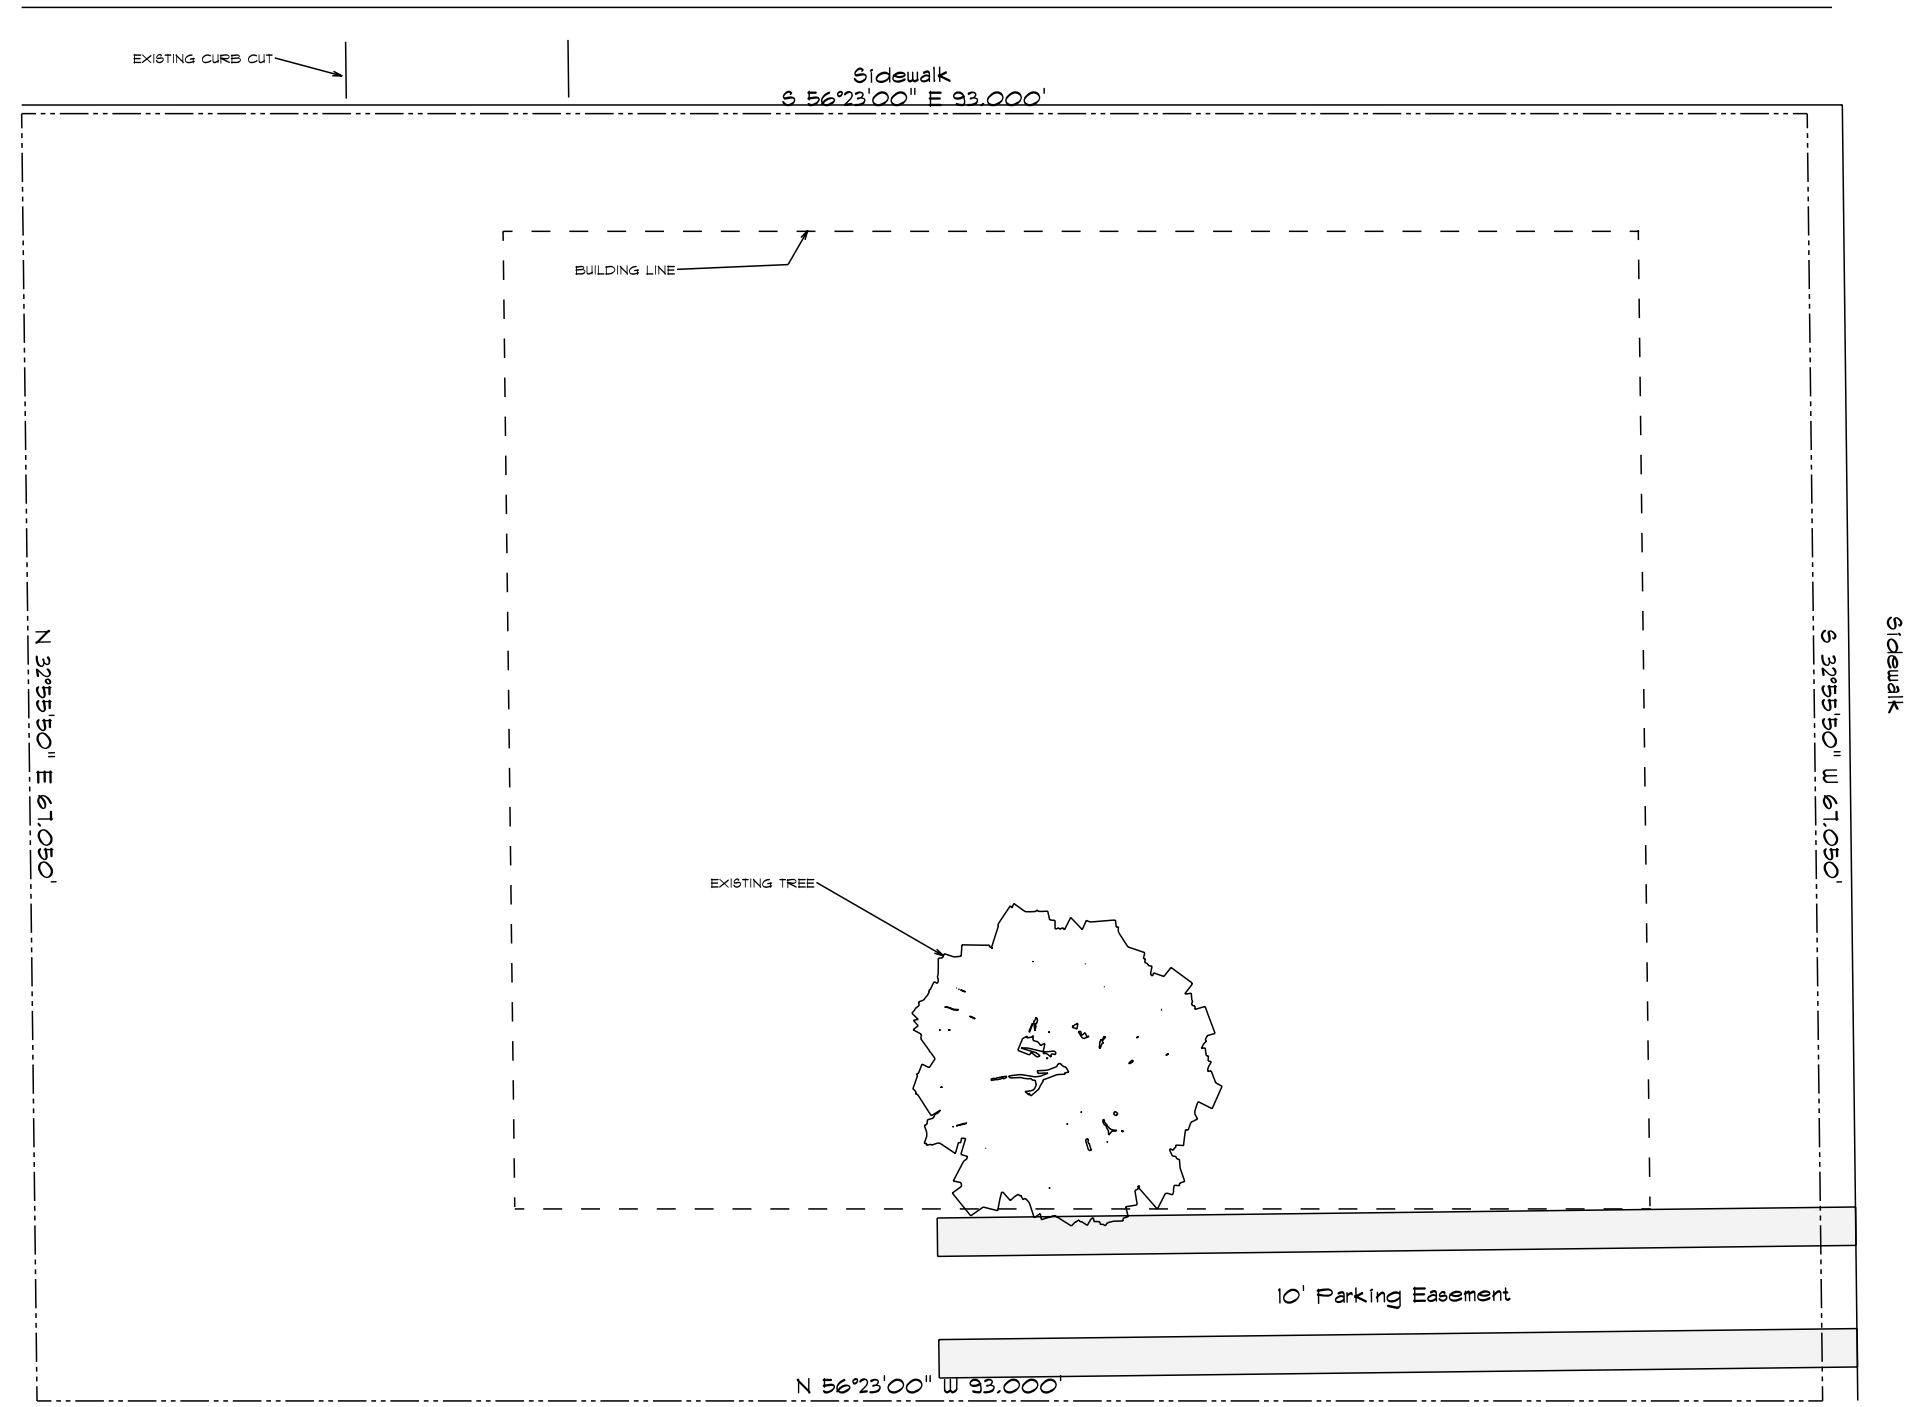 EXISTING CURB CUT
Sidewalk
S 56°23'00" E 93.000'
BUILDING LINE
N 32°55'50" E 67.050'
S 32°55'50" W 67.050'
Sidewalk
EXISTING TREE
10' Parking Easement
N 56°23'00" W 93.000'